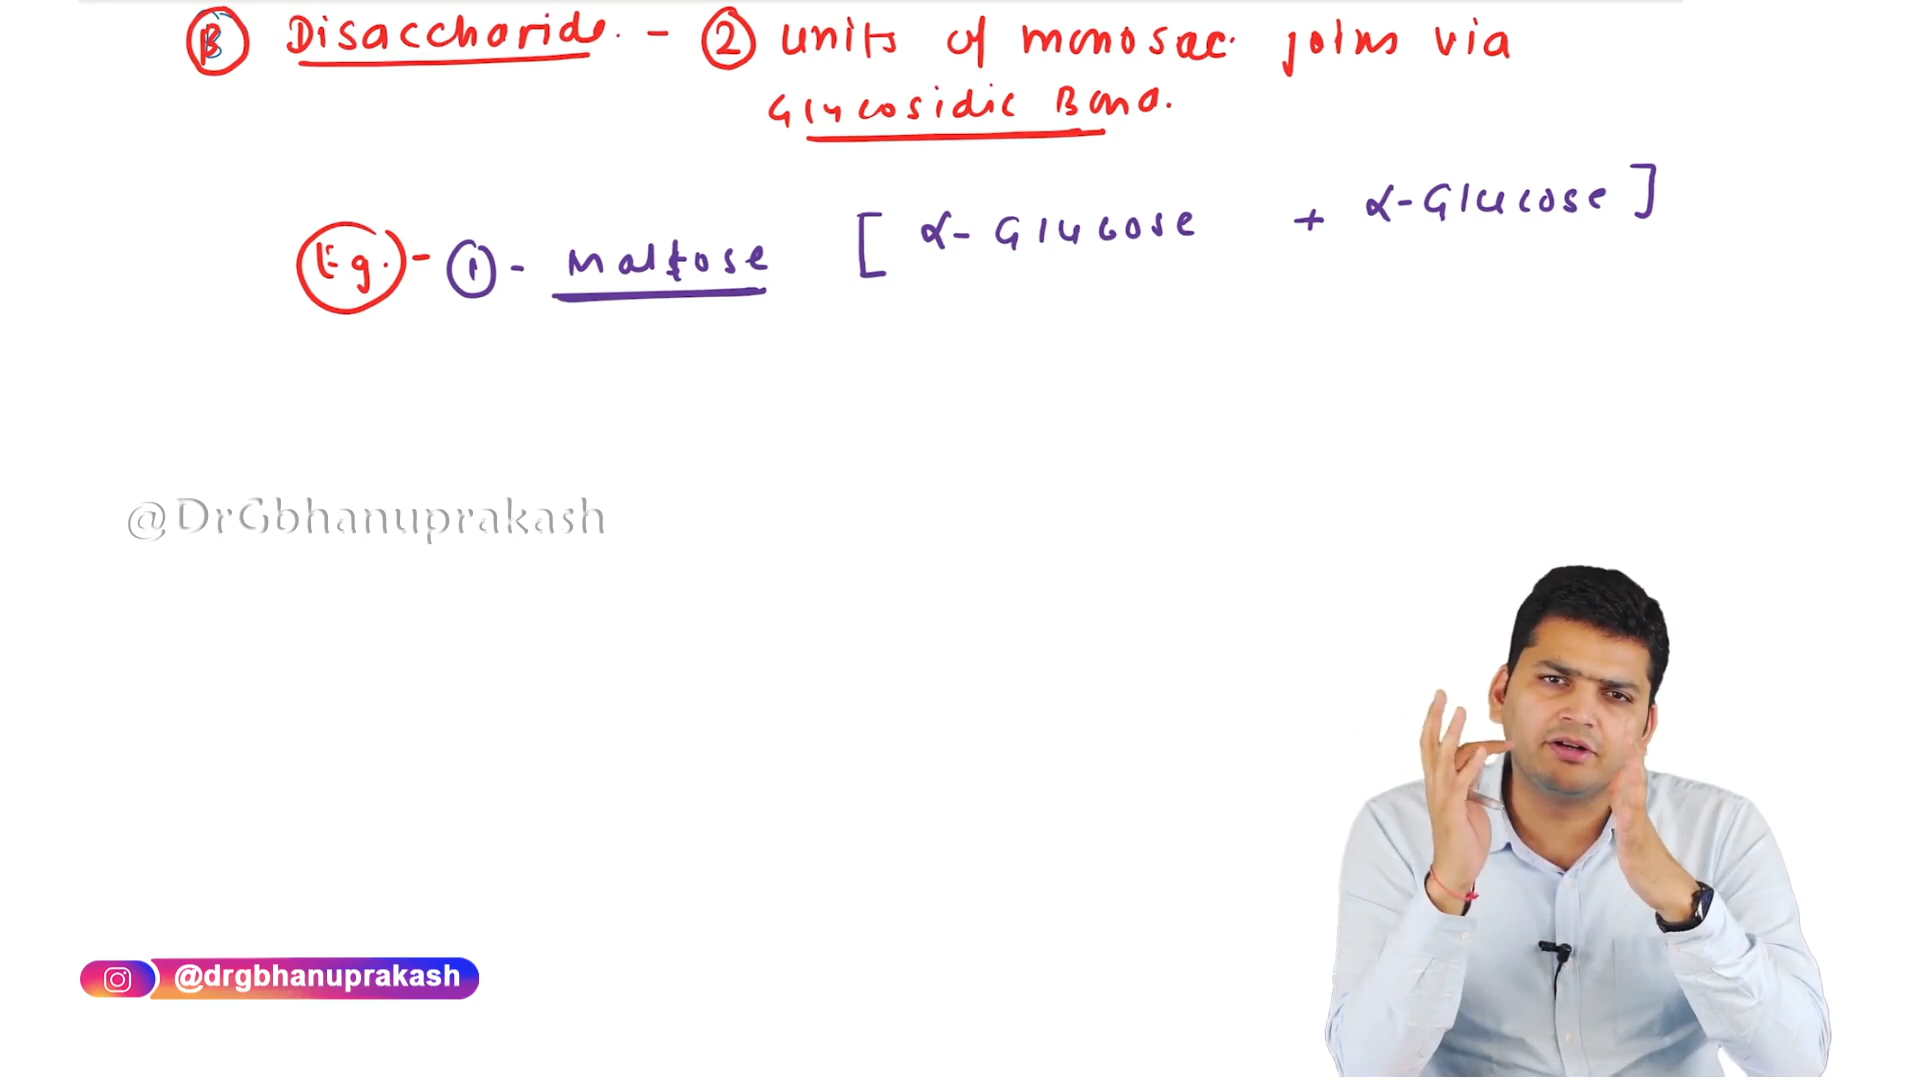 B Disaccharide. - 2 units of monosac. joins via
Glycosidic Bond.
Eg. - 1 - Maltose [ α- Glucose + α-Glucose ]
@DrGbhanuprakash
@drgbhanuprakash